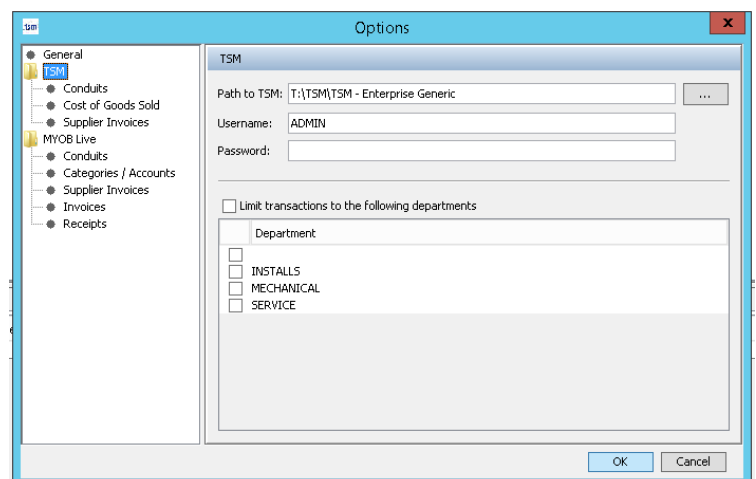 .tsm
Options
X
General
TSM
Conduits
Cost of Goods Sold
Supplier Invoices
MYOB Live
Conduits
Categories / Accounts
Supplier Invoices
Invoices
Receipts
TSM
Path to TSM: T:\TSM\TSM - Enterprise Generic ...
Username: ADMIN
Password:
Limit transactions to the following departments
Department
INSTALLS
MECHANICAL
SERVICE
OK Cancel